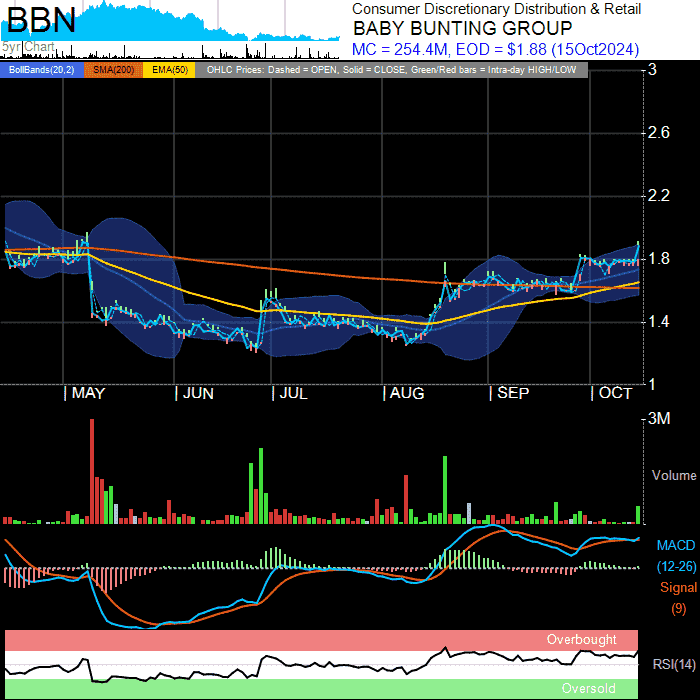 BBN
Consumer Discretionary Distribution & Retail
BABY BUNTING GROUP
5yr Chart
MC = 254.4M, EOD = $1.88 (15Oct2024)
BollBands(20,2) SMA(200) EMA(50) OHLC Prices: Dashed = OPEN, Solid = CLOSE, Green/Red bars = Intra-day HIGH/LOW
3
2.6
2.2
1.8
1.4
1
| MAY | JUN | JUL | AUG | SEP | OCT
3M
Volume
MACD
(12-26)
Signal
(9)
Overbought
RSI(14)
Oversold